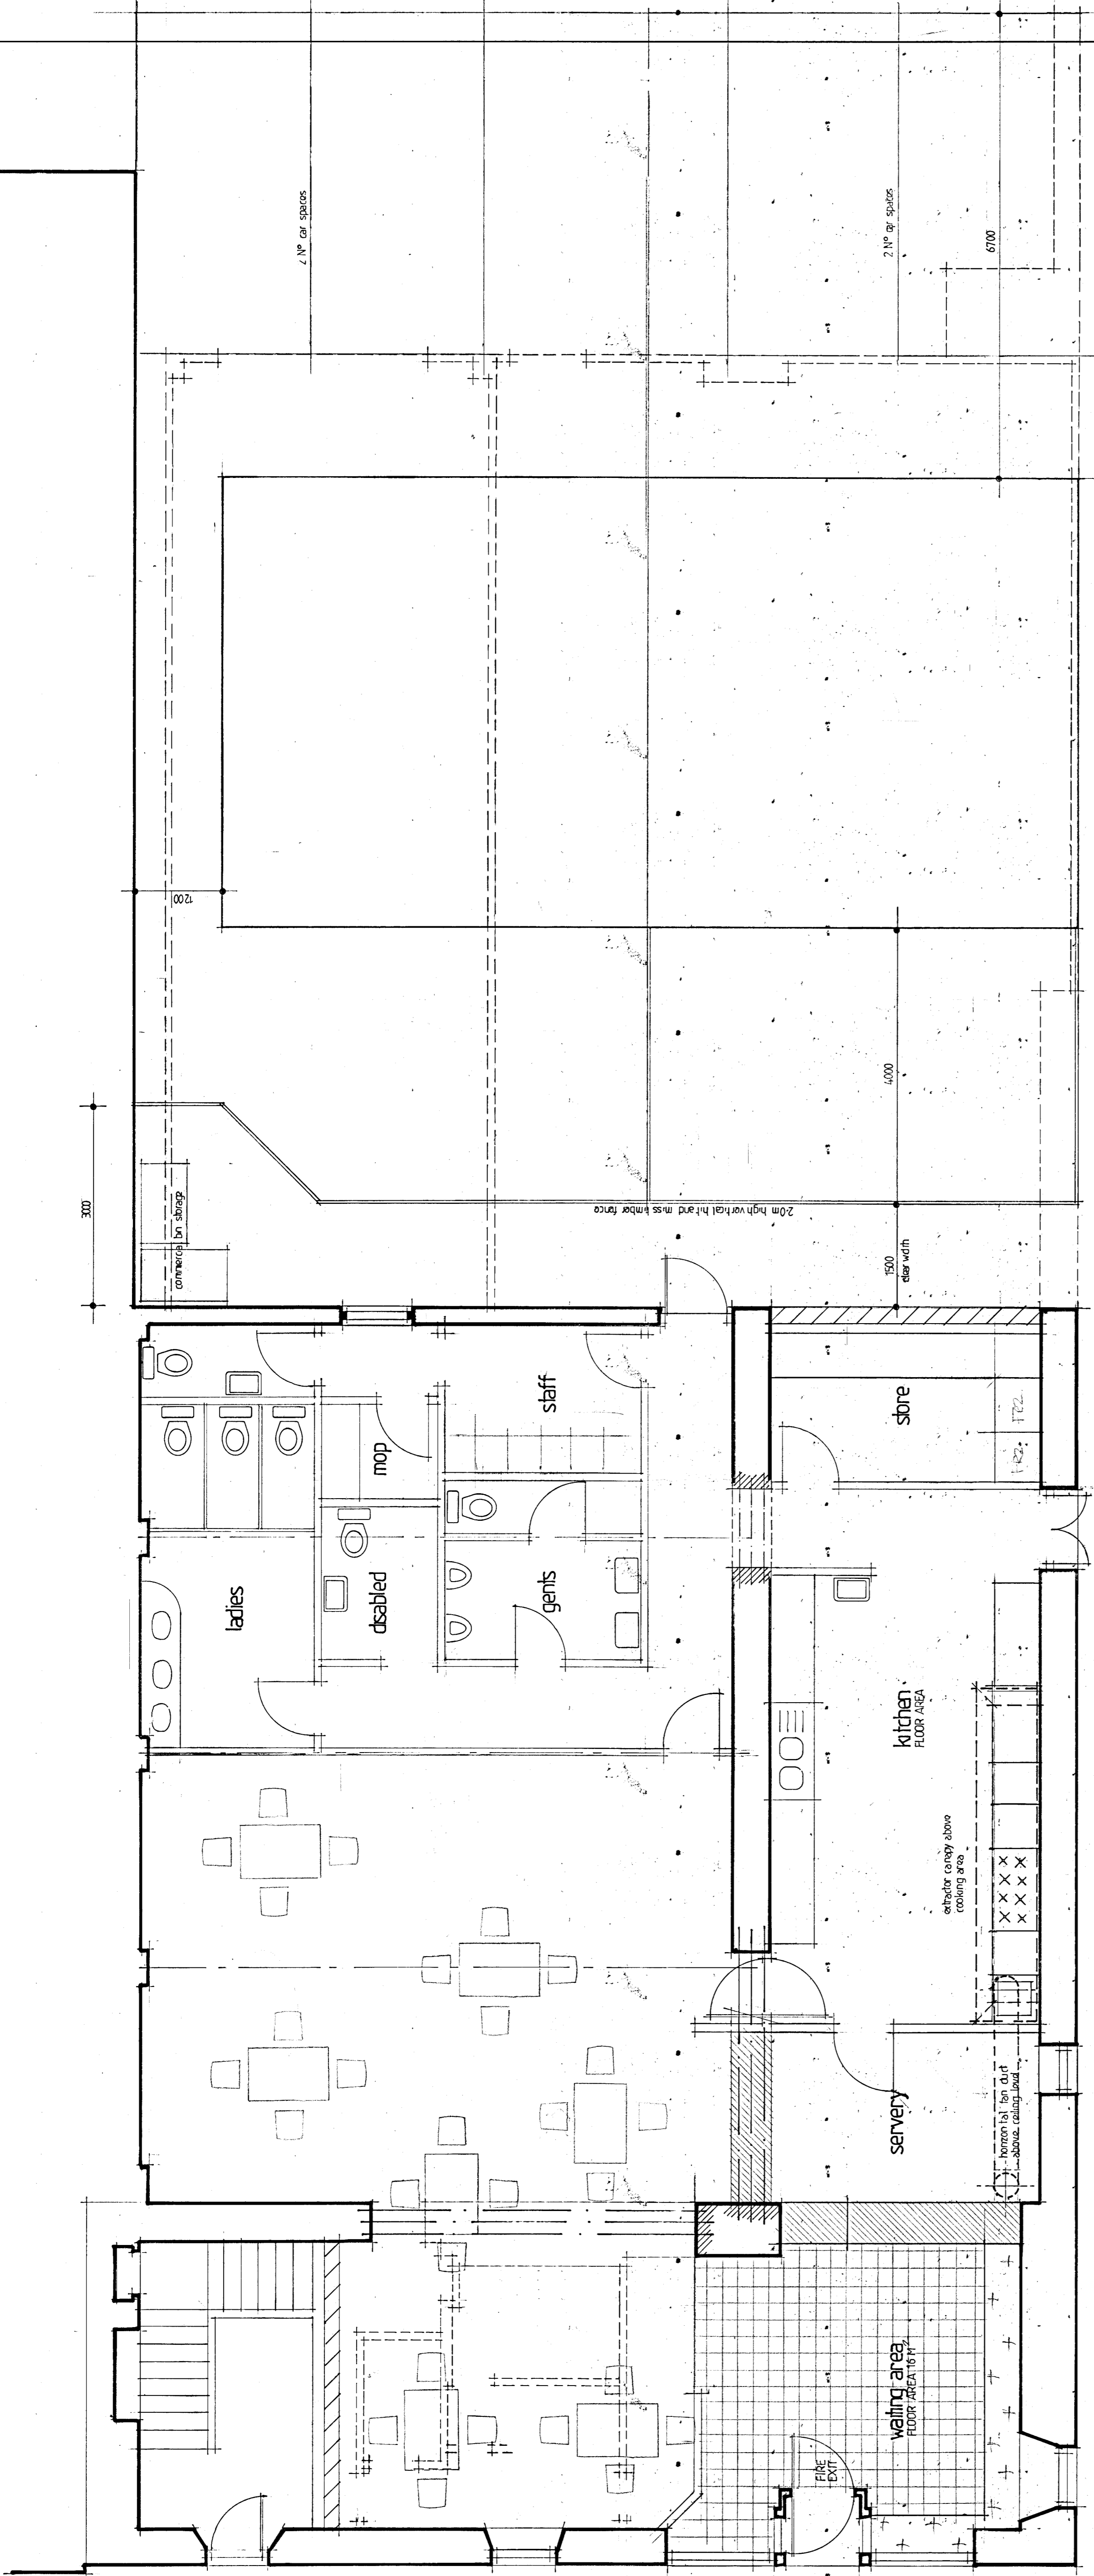 2 Nº car spaces
2 Nº car spaces
6700
1200
4000
3000
commercial bin storage
2·0m high vertical hit and miss timber fence
1500
clear width
staff
store
mop
ladies
disabled
gents
kitchen
FLOOR AREA
extractor canopy above
cooking area
servery
horizontal fan duct
above ceiling level
waiting area
FLOOR AREA 16 M²
FIRE
EXIT